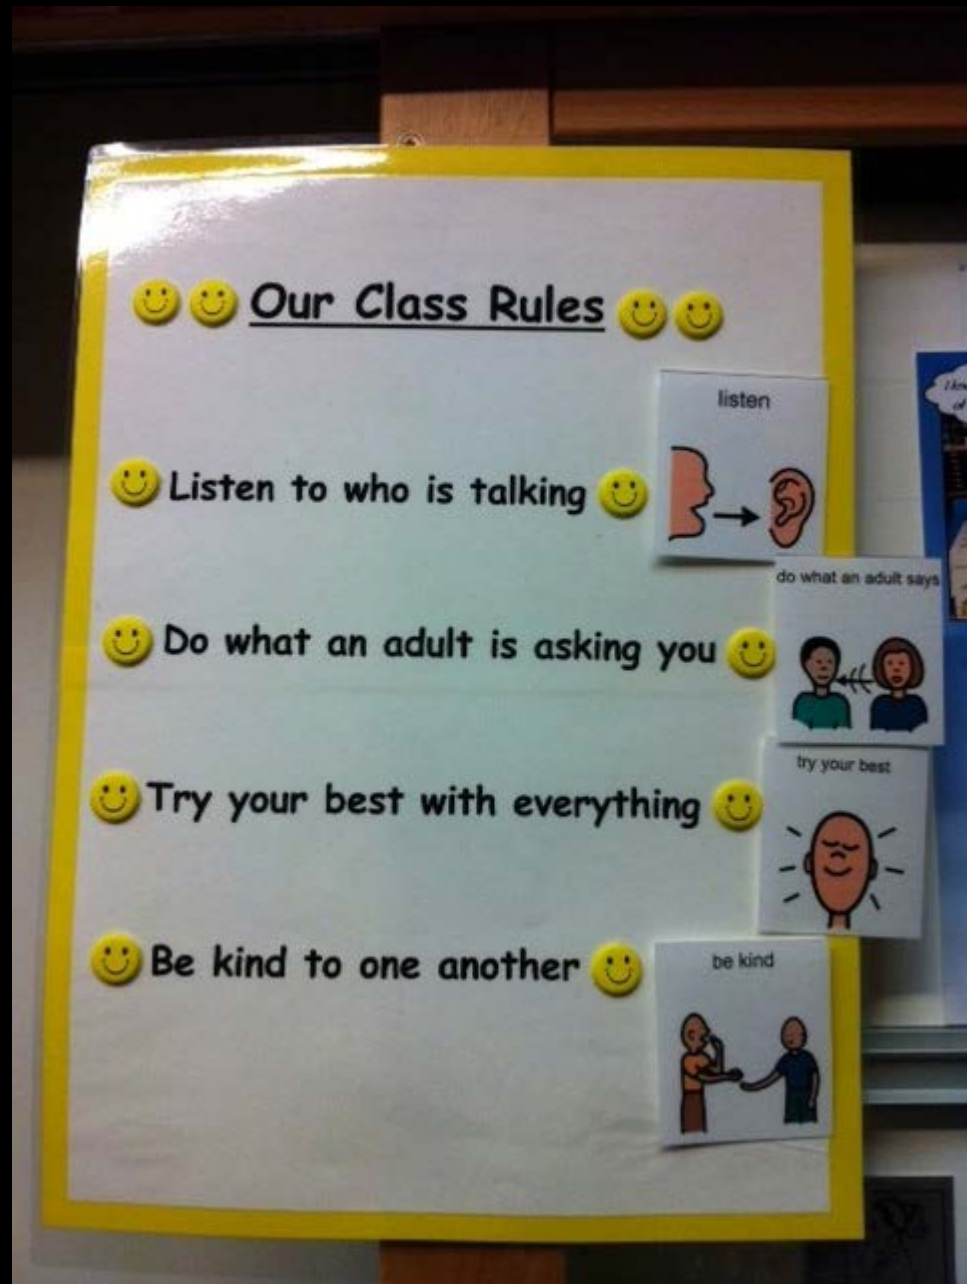 Our Class Rules
listen
Listen to who is talking
do what an adult says
Do what an adult is asking you
try your best
Try your best with everything
be kind
Be kind to one another